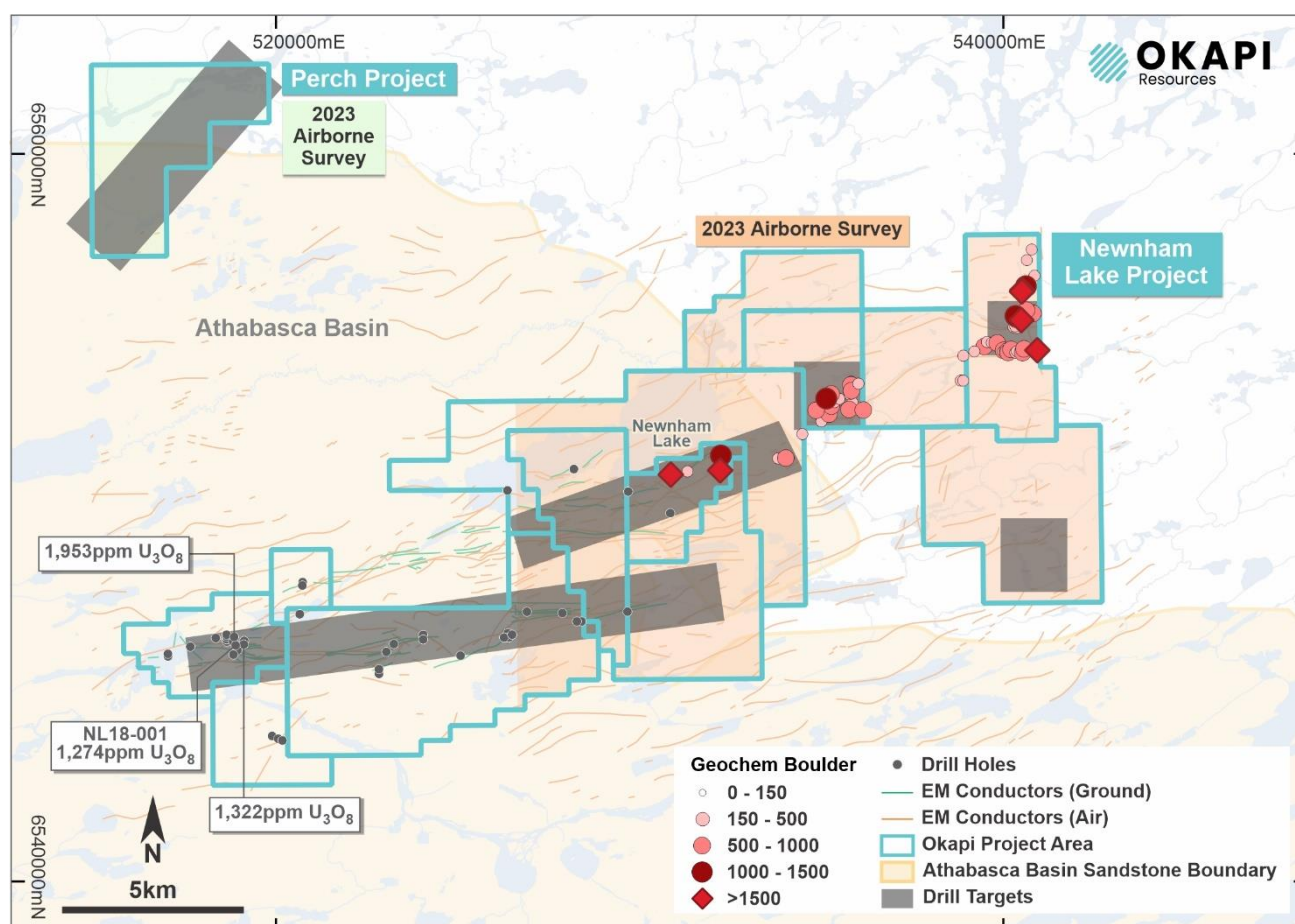 520000mE
540000mE
OKAPI
Resources
Perch Project
2023
Airborne
Survey
6560000mN
2023 Airborne Survey
Newnham
Lake Project
Athabasca Basin
Newnham
Lake
1,953ppm U₃O₈
NL18-001
1,274ppm U₃O₈
1,322ppm U₃O₈
6540000mN
N
5km
Geochem Boulder
0 - 150
150 - 500
500 - 1000
1000 - 1500
>1500
Drill Holes
EM Conductors (Ground)
EM Conductors (Air)
Okapi Project Area
Athabasca Basin Sandstone Boundary
Drill Targets